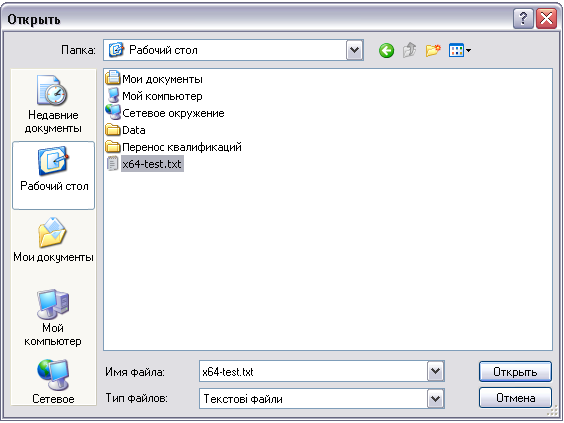 Открыть
Папка: Рабочий стол
Недавние документы
Рабочий стол
Мои документы
Мой компьютер
Сетевое
Мои документы
Мой компьютер
Сетевое окружение
Data
Перенос квалификаций
x64-test.txt
Имя файла: x64-test.txt Открыть
Тип файлов: Текстові файли Отмена